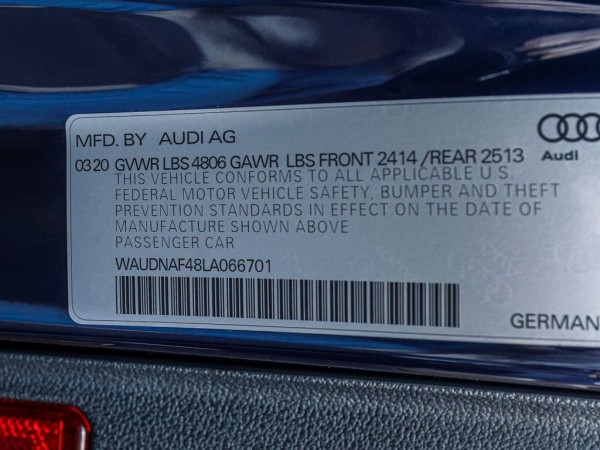 MFD. BY AUDI AG
Audi
0320 GVWR LBS 4806 GAWR LBS FRONT 2414 /REAR 2513
THIS VEHICLE CONFORMS TO ALL APPLICABLE U.S.
FEDERAL MOTOR VEHICLE SAFETY, BUMPER AND THEFT
PREVENTION STANDARDS IN EFFECT ON THE DATE OF
MANUFACTURE SHOWN ABOVE
PASSENGER CAR
WAUDNAF48LA066701
GERMAN